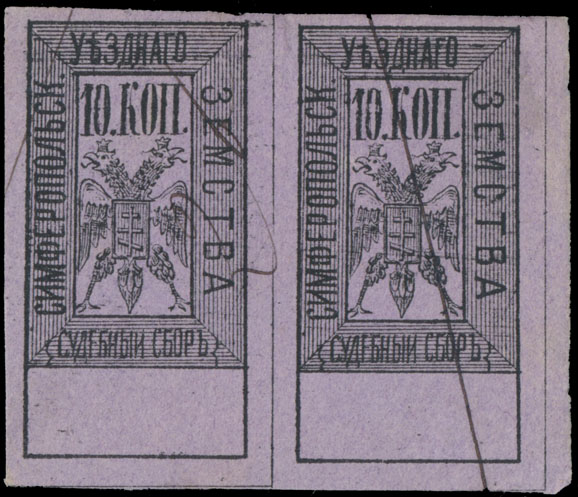 СИМФЕРОПОЛЬСК.
УѢЗДНАГО
ЗЕМСТВА
10.КОП.
СУДЕБНЫЙ СБОРЪ
СИМФЕРОПОЛЬСК.
УѢЗДНАГО
ЗЕМСТВА
10.КОП.
СУДЕБНЫЙ СБОРЪ